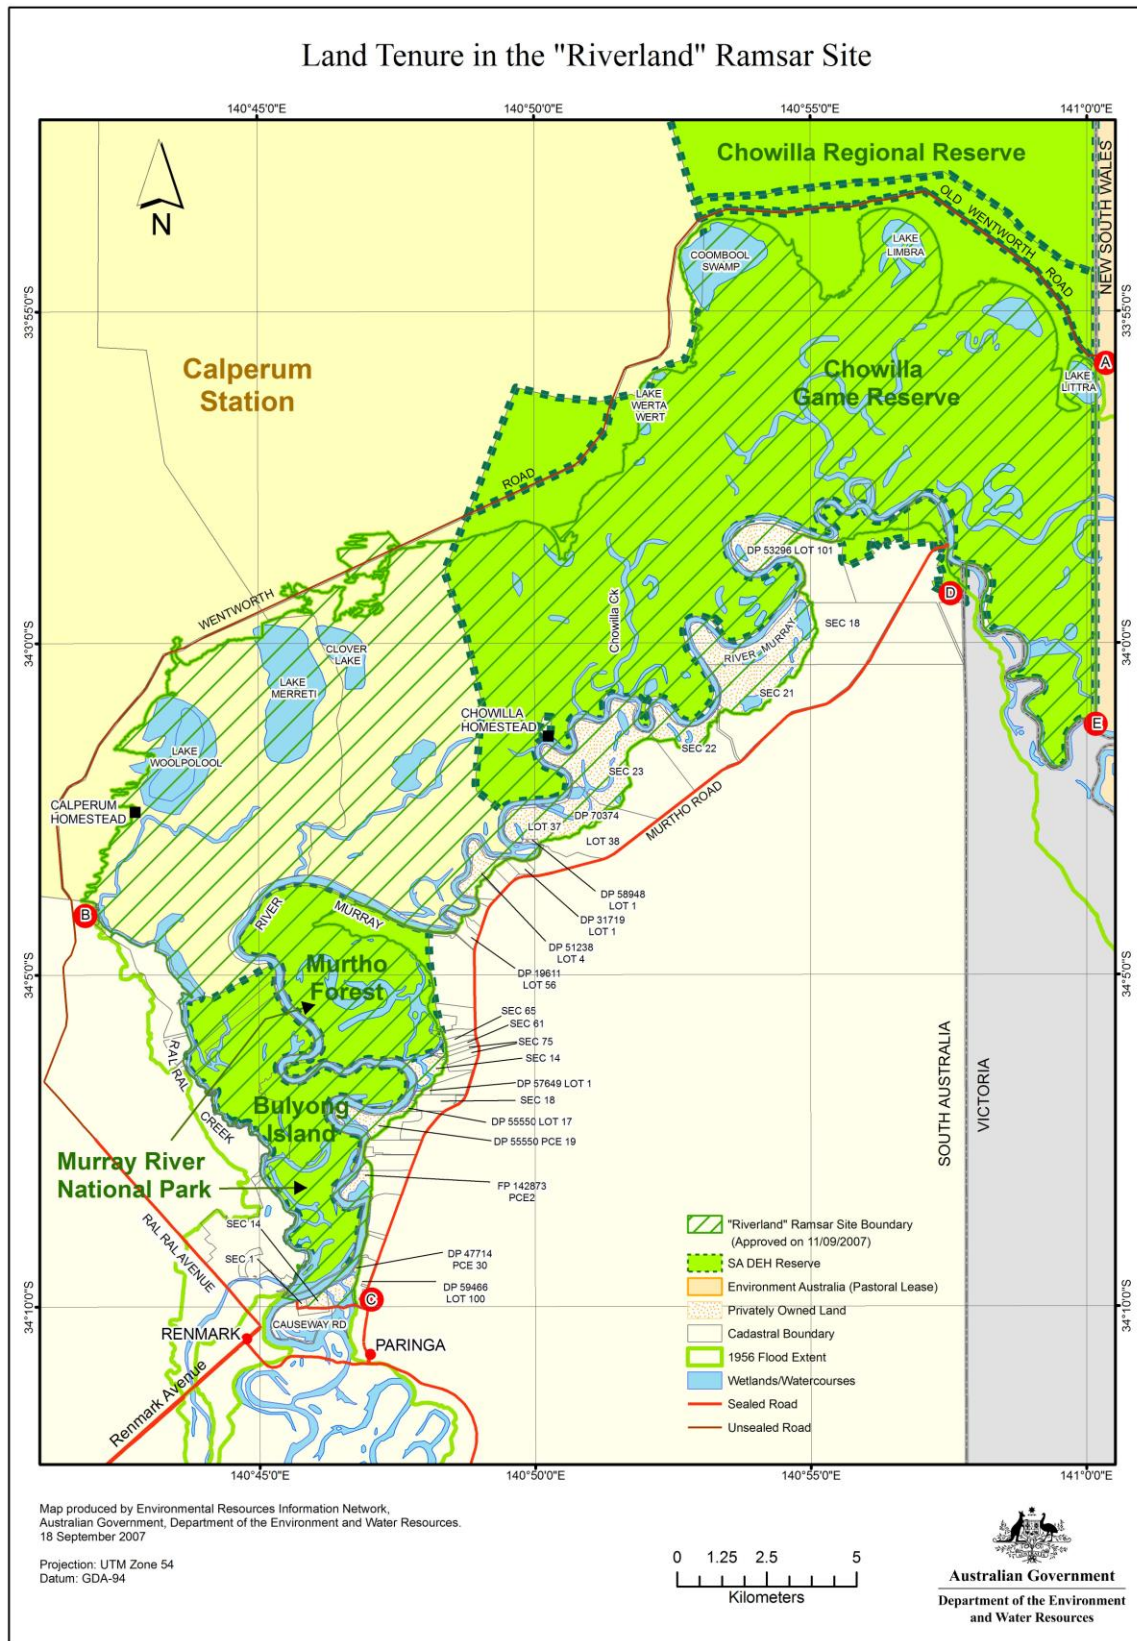 Land Tenure in the "Riverland" Ramsar Site
140°45'0"E
140°50'0"E
140°55'0"E
141°0'0"E
Chowilla Regional Reserve
NEW SOUTH WALES
OLD WENTWORTH ROAD
N
COOMBOOL
SWAMP
LAKE
LIMBRA
33°55'0"S
33°55'0"S
A
Calperum
Station
Chowilla
Game Reserve
LAKE
LITTRA
LAKE
WERTA
WERT
ROAD
DP 53296 LOT 101
WENTWORTH
Chowilla Ck
D
SEC 18
34°0'0"S
34°0'0"S
CLOVER
LAKE
RIVER MURRAY
LAKE
MERRETI
SEC 21
CHOWILLA
HOMESTEAD
E
LAKE
WOOLPOLOOL
SEC 22
SEC 23
CALPERUM
HOMESTEAD
DP 70374
MURTHO ROAD
LOT 37
LOT 38
DP 58948
LOT 1
B
RIVER
MURRAY
DP 31719
LOT 1
DP 51238
LOT 4
Murtho
Forest
DP 19611
LOT 56
34°5'0"S
34°5'0"S
SEC 65
SEC 61
SEC 75
SEC 14
RAL RAL
CREEK
DP 57649 LOT 1
SEC 18
Bulyong
Island
DP 55550 LOT 17
DP 55550 PCE 19
SOUTH AUSTRALIA
VICTORIA
Murray River
National Park
FP 142873
PCE2
RAL RAL AVENUE
SEC 14
SEC 1
DP 47714
PCE 30
DP 59466
LOT 100
C
34°10'0"S
34°10'0"S
CAUSEWAY RD
RENMARK
PARINGA
Renmark Avenue
"Riverland" Ramsar Site Boundary
(Approved on 11/09/2007)
SA DEH Reserve
Environment Australia (Pastoral Lease)
Privately Owned Land
Cadastral Boundary
1956 Flood Extent
Wetlands/Watercourses
Sealed Road
Unsealed Road
140°45'0"E
140°50'0"E
140°55'0"E
141°0'0"E
Map produced by Environmental Resources Information Network,
Australian Government, Department of the Environment and Water Resources.
18 September 2007
Projection: UTM Zone 54
Datum: GDA-94
0 1.25 2.5 5
Kilometers
Australian Government
Department of the Environment
and Water Resources